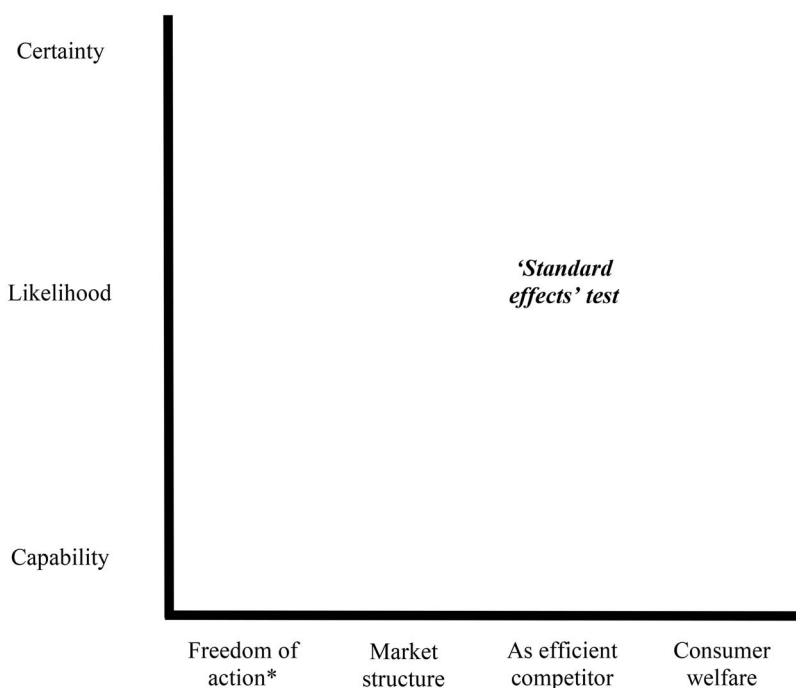 Certainty
‘Standard
effects’ test
Likelihood
Capability
Freedom of
action*
Market
structure
As efficient
competitor
Consumer
welfare